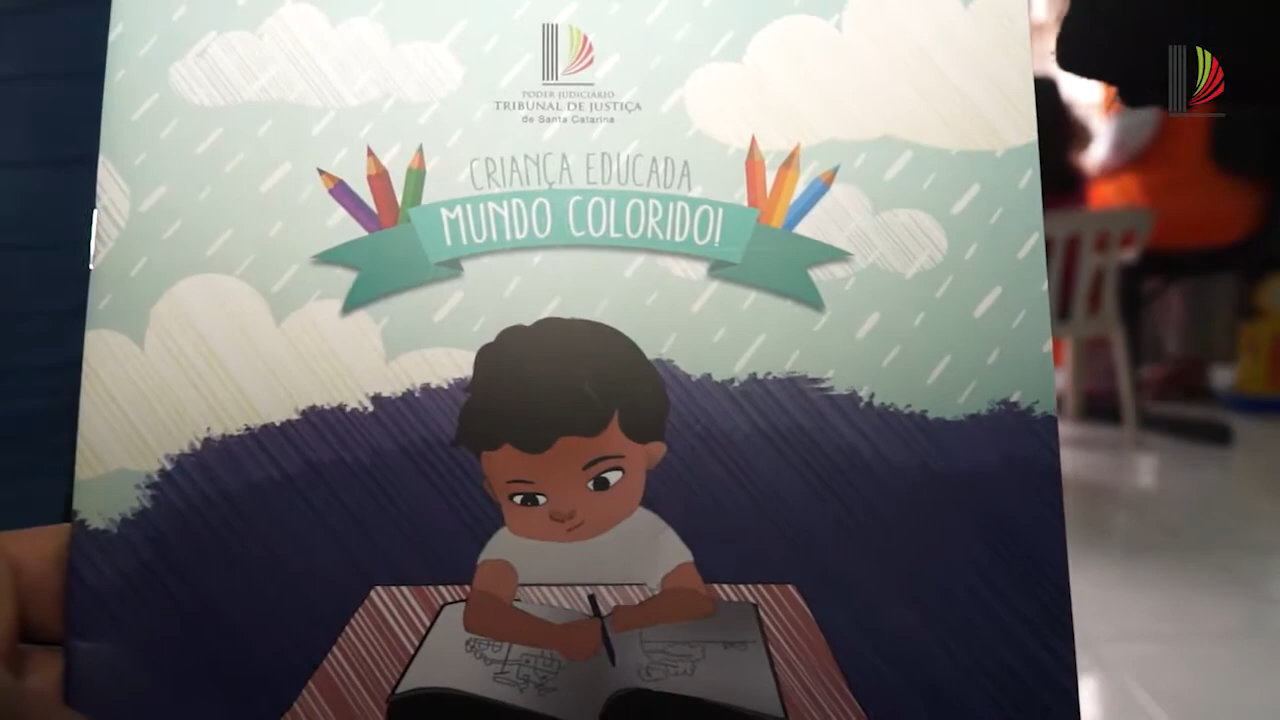 PODER JUDICIÁRIO
TRIBUNAL DE JUSTIÇA
de Santa Catarina
CRIANÇA EDUCADA
MUNDO COLORIDO!